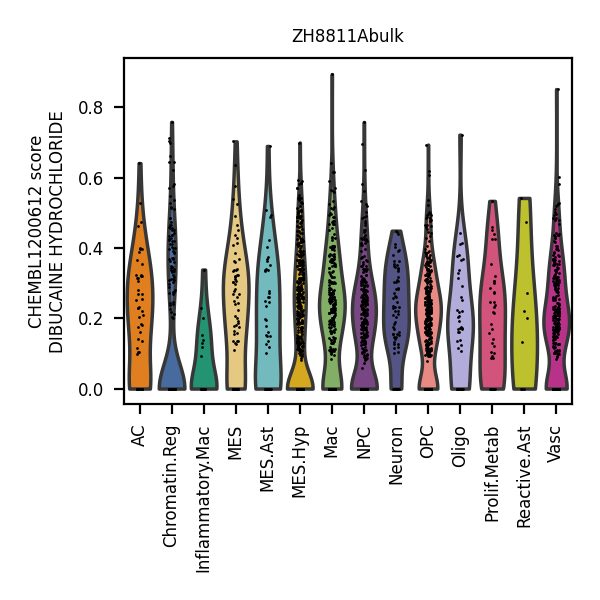 ZH8811Abulk
CHEMBL1200612 score
DIBUCAINE HYDROCHLORIDE
0.8
0.6
0.4
0.2
0.0
AC
Chromatin.Reg
Inflammatory.Mac
MES
MES.Ast
MES.Hyp
Mac
NPC
Neuron
OPC
Oligo
Prolif.Metab
Reactive.Ast
Vasc